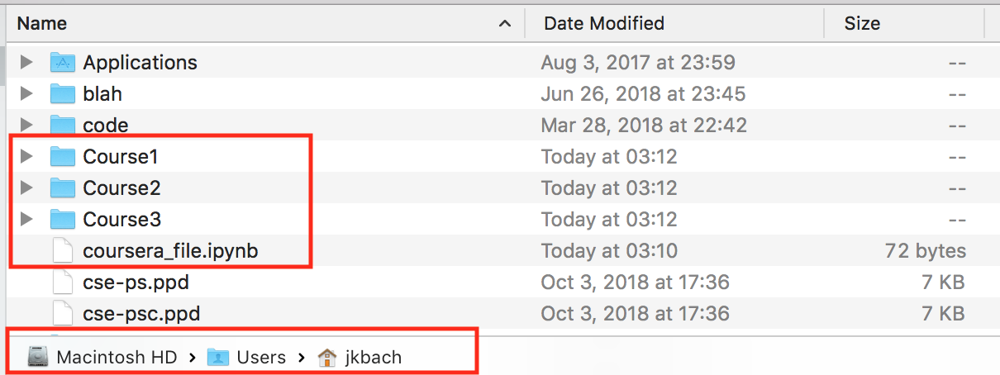 Name Date Modified Size
Applications Aug 3, 2017 at 23:59 --
blah Jun 26, 2018 at 23:45 --
code Mar 28, 2018 at 22:42 --
Course1 Today at 03:12 --
Course2 Today at 03:12 --
Course3 Today at 03:12 --
coursera_file.ipynb Today at 03:10 72 bytes
cse-ps.ppd Oct 3, 2018 at 17:36 7 KB
cse-psc.ppd Oct 3, 2018 at 17:36 7 KB
Macintosh HD › Users › jkbach